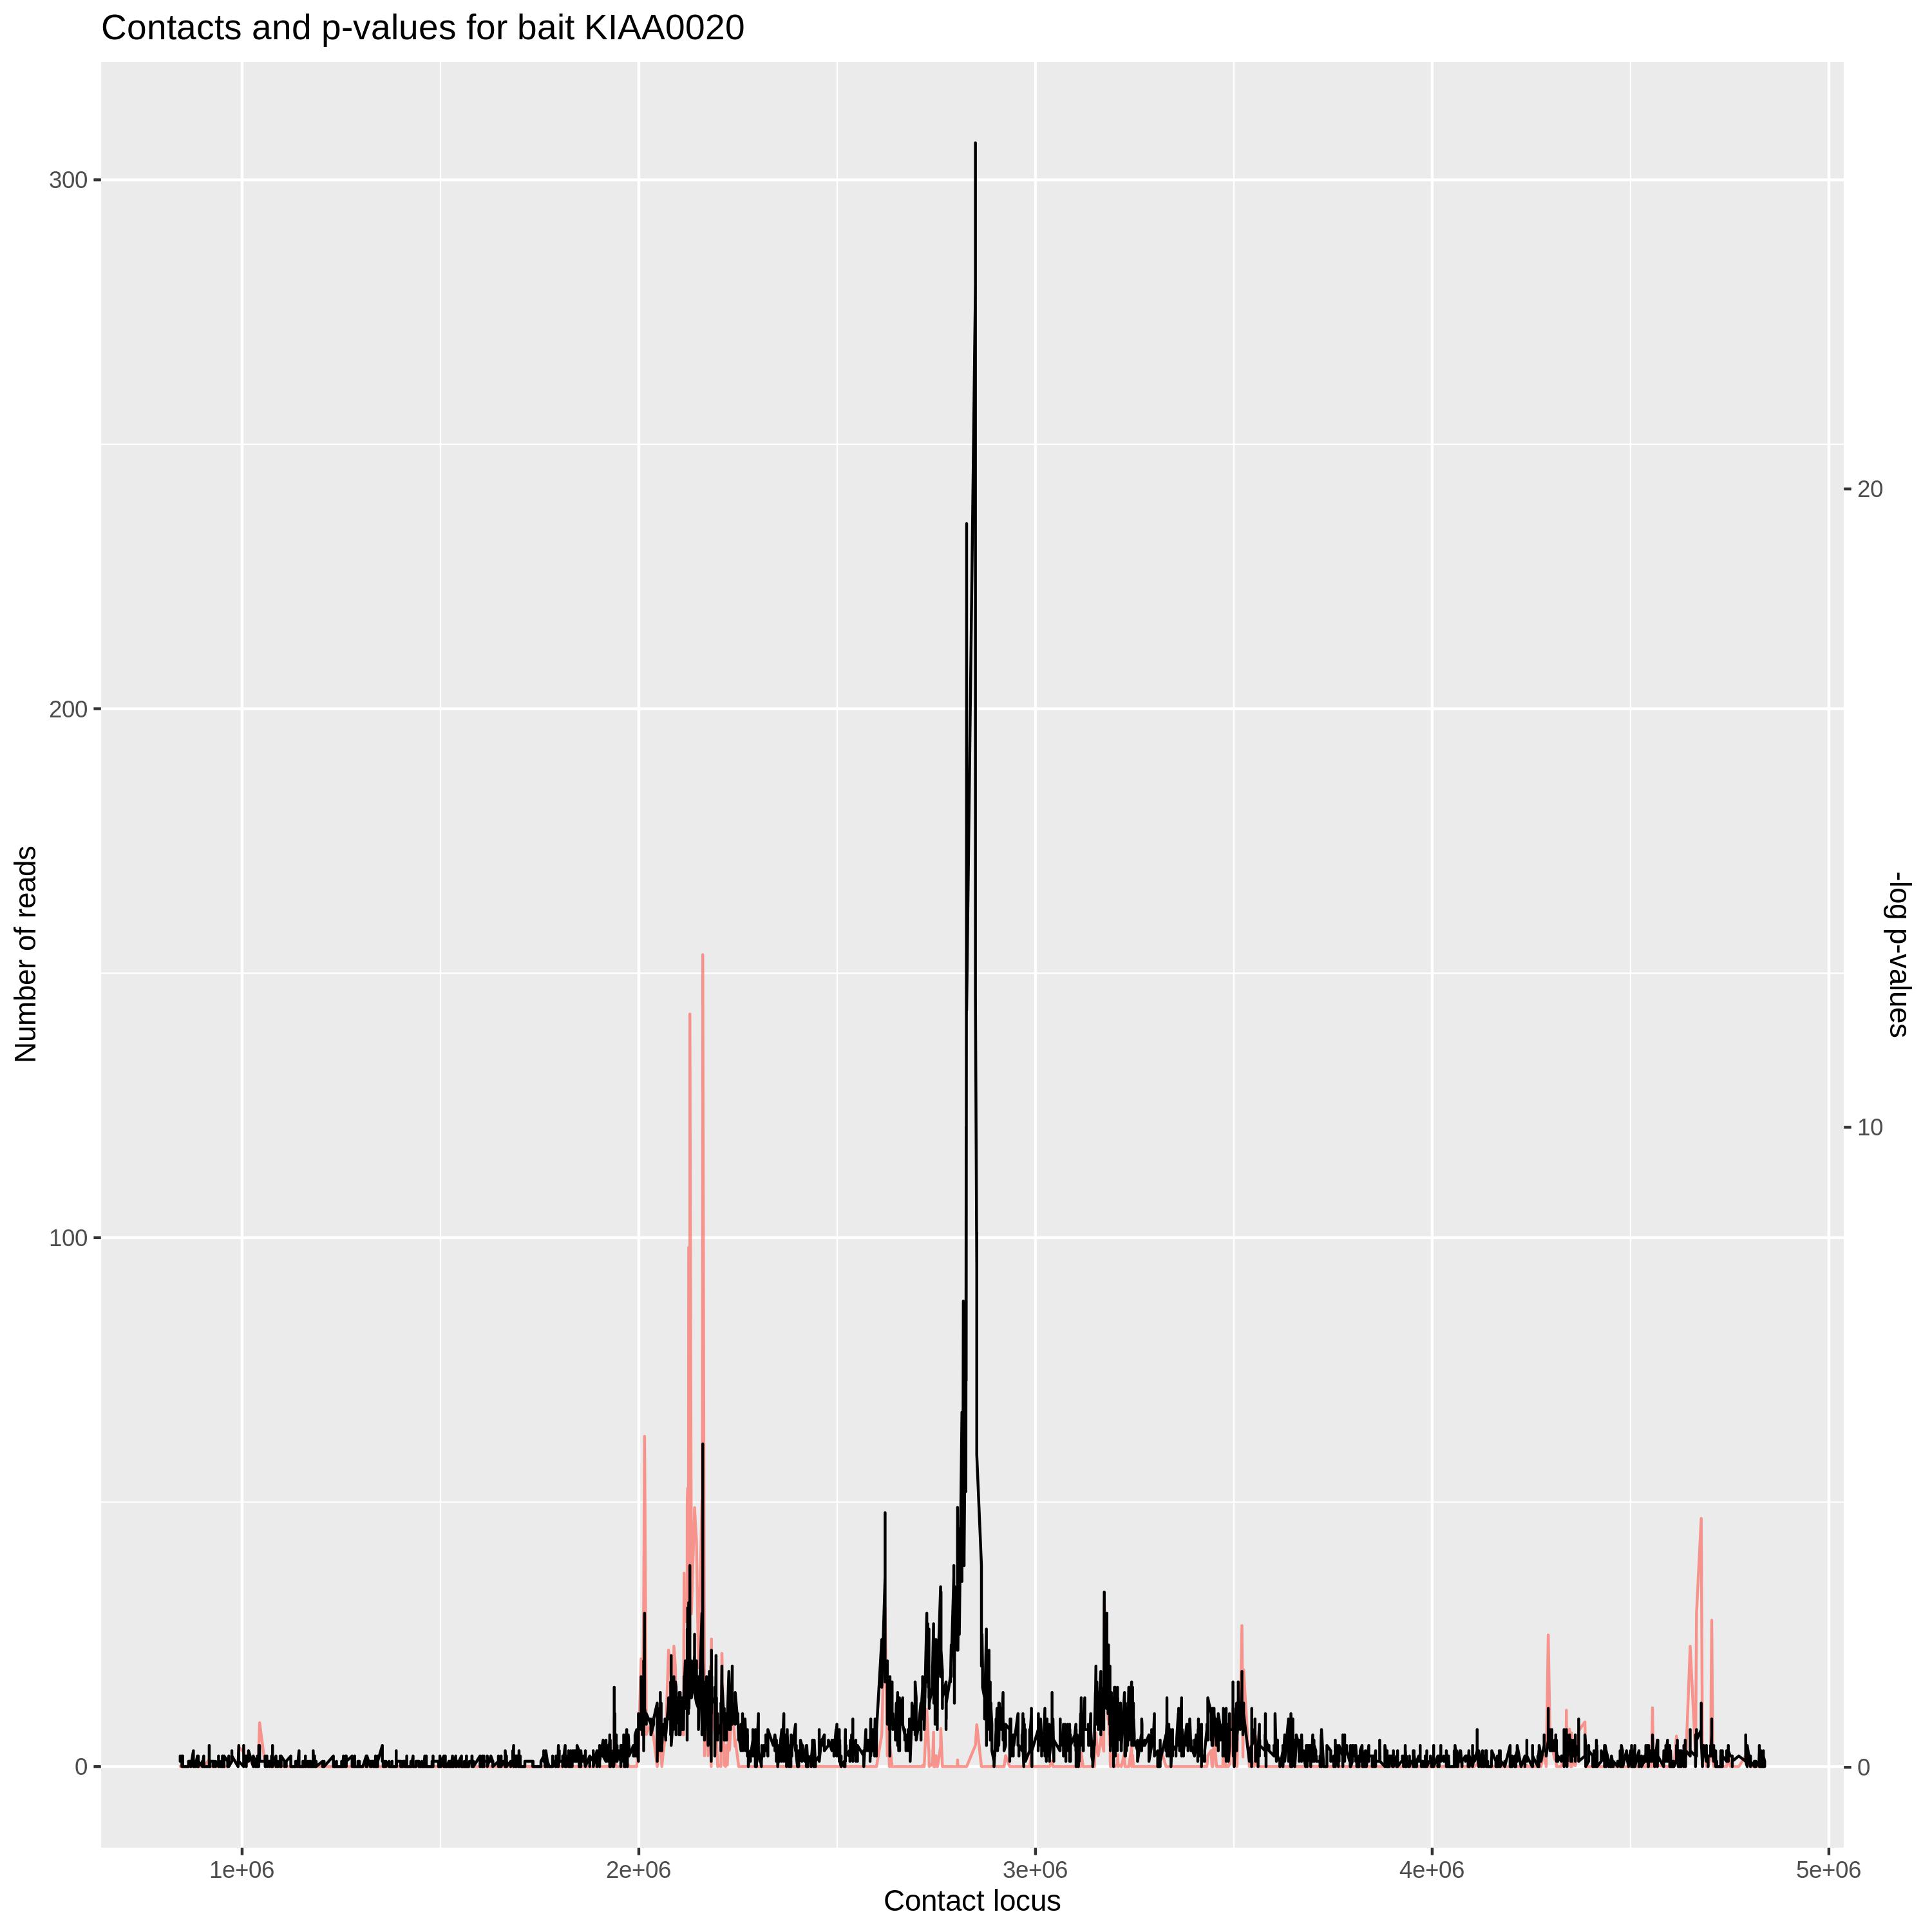 Contacts and p-values for bait KIAA0020
300
200
100
0
Number of reads
20
10
0
-log p-values
1e+06
2e+06
3e+06
4e+06
5e+06
Contact locus